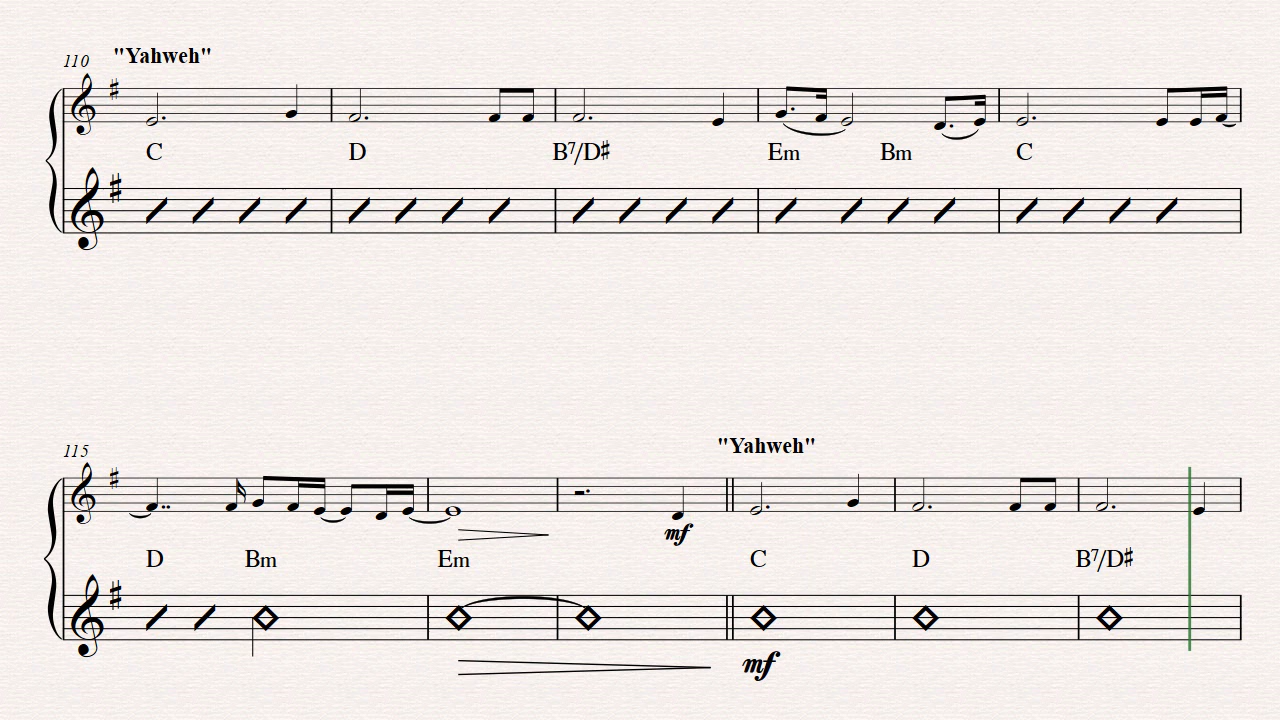 "Yahweh"
110
C D B⁷/D♯ Em Bm C
"Yahweh"
115
mf
D Bm Em C D B⁷/D♯
mf